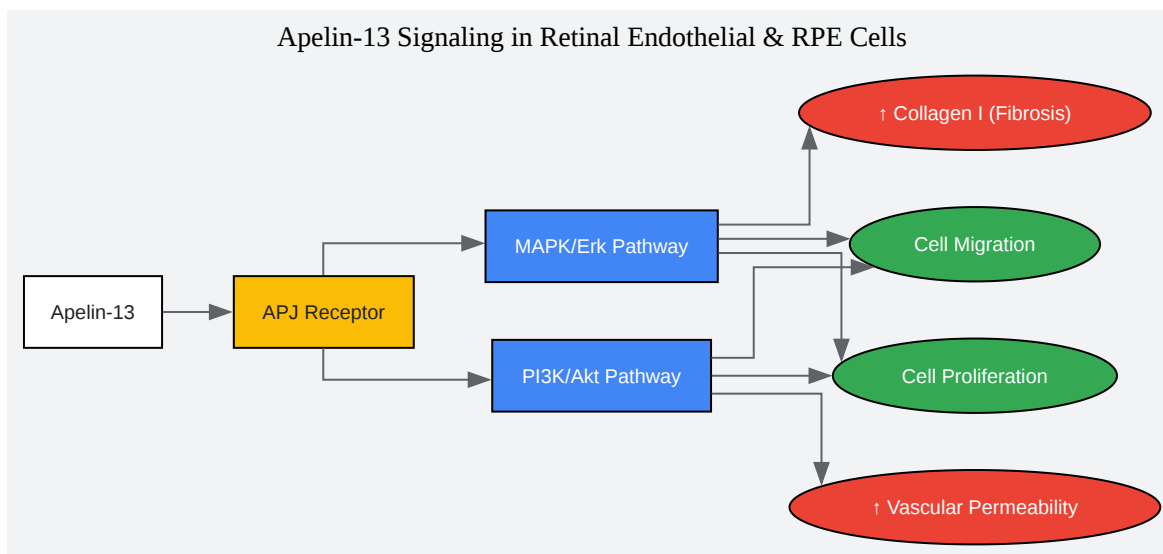 Apelin-13 Signaling in Retinal Endothelial & RPE Cells
↑ Collagen I (Fibrosis)
MAPK/Erk Pathway
Cell Migration
Apelin-13
APJ Receptor
PI3K/Akt Pathway
Cell Proliferation
↑ Vascular Permeability